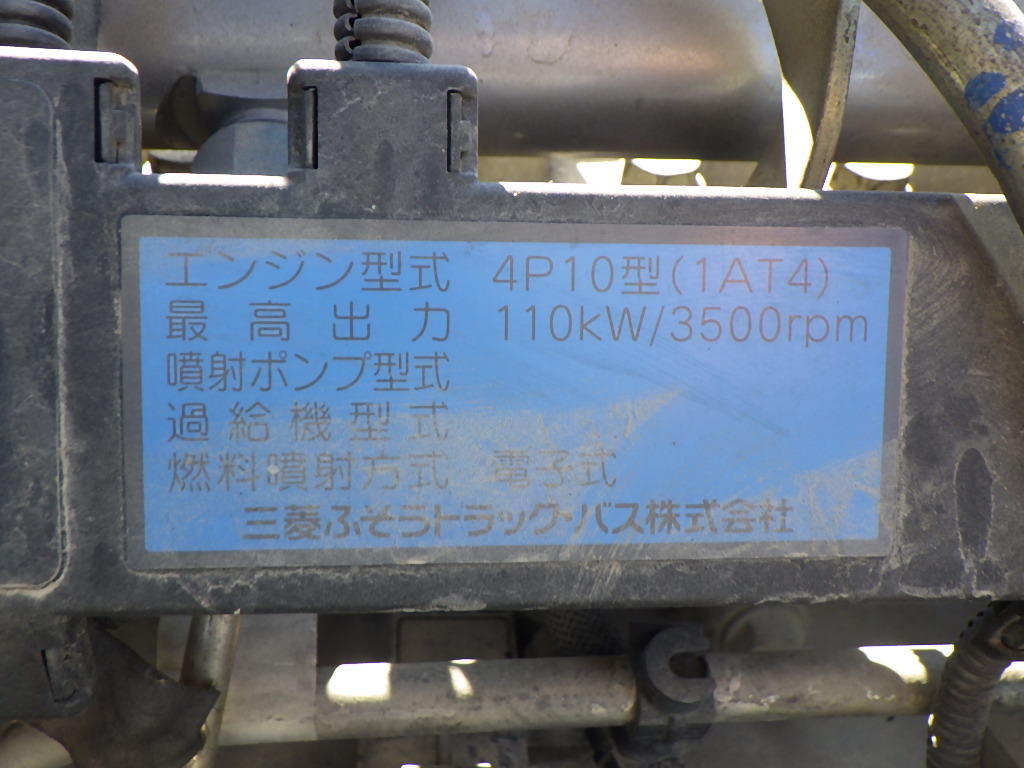 エンジン型式 4P10型(1AT4)
最高出力 110kW/3500rpm
噴射ポンプ型式
過給機型式
燃料噴射方式 電子式
三菱ふそうトラック・バス株式会社